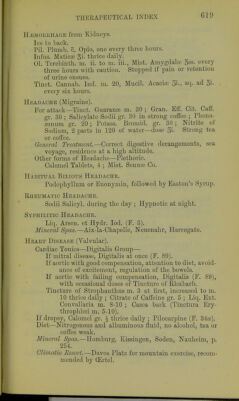 THERAPEUTICAL INDEX 619
HÆMORRHAGE from Kidneys.
Ice to back.
Pil. Plumb. ℥. Opio, one every three hours.
Infus. Matico ℥i. thrice daily.
Ol. Terebinth. m. ii. to m. iii., Mist. Amygdalæ ℥ss. every
three hours with caution. Stopped if pain or retention
of urine ensues.
Tinct. Cannab. Ind. m. 20, Mucil. Acaciæ ℥i., aq. ad ℥i.
every six hours.
HEADACHE (Migraine).
For attack—Tinct. Guaranæ m. 30; Gran. Eff. Cit. Caff.
gr. 30; Salicylate Sodii gr. 20 in strong coffee; Phena-
zonum gr. 20; Potass. Bromid. gr. 30; Nitrite of
Sodium, 2 parts in 120 of water—dose ℥i. Strong tea
or coffee.
General Treatment.—Correct digestive derangements, sea
voyage, residence at a high altitude.
Other forms of Headache—Plethoric.
Calomel Tablets, 4; Mist. Sennæ Co.
HABITUAL BILIOUS HEADACHE.
Podophyllum or Euonymin, followed by Easton's Syrup.
RHEUMATIC HEADACHE.
Sodii Salicyl. during the day; Hypnotic at night.
SYPHILITIC HEADACHE.
Liq. Arsen. et Hydr. Iod. (F. 3).
Mineral Spas.—Aix-la-Chapelle, Neuenahr, Harrogate.
HEART DISEASE (Valvular).
Cardiac Tonics—Digitalis Group—
If mitral disease, Digitalis at once (F. 89).
If aortic with good compensation, attention to diet, avoid-
ance of excitement, regulation of the bowels.
If aortic with failing compensation, Digitalis (F. 89),
with occasional doses of Tincture of Rhubarb.
Tincture of Strophanthus m. 3 at first, increased to m.
10 thrice daily; Citrate of Caffeine gr. 5; Liq. Ext.
Convallaria m. 8-10; Casca bark (Tinctura Ery-
throphlœi m. 5-10).
If dropsy, Calomel gr. ½ thrice daily; Pilocarpine (F. 36A).
Diet—Nitrogenous and albuminous fluid, no alcohol, tea or
coffee weak.
Mineral Spas.—Homburg, Kissingen, Soden, Nauheim, p.
254.
Climatic Resort.—Davos Platz for mountain exercise, recom-
mended by Œrtel.